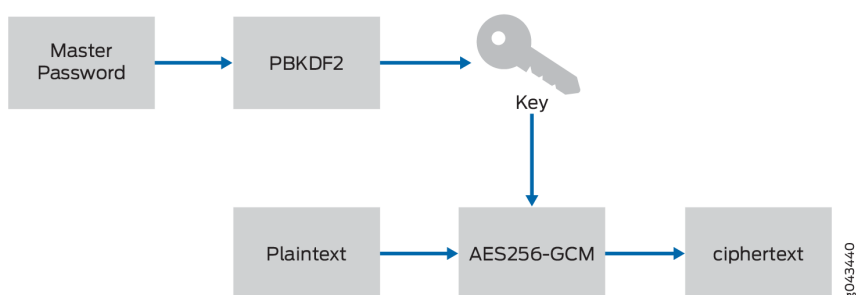 Master
Password
PBKDF2
Key
Plaintext
AES256-GCM
ciphertext
g043440